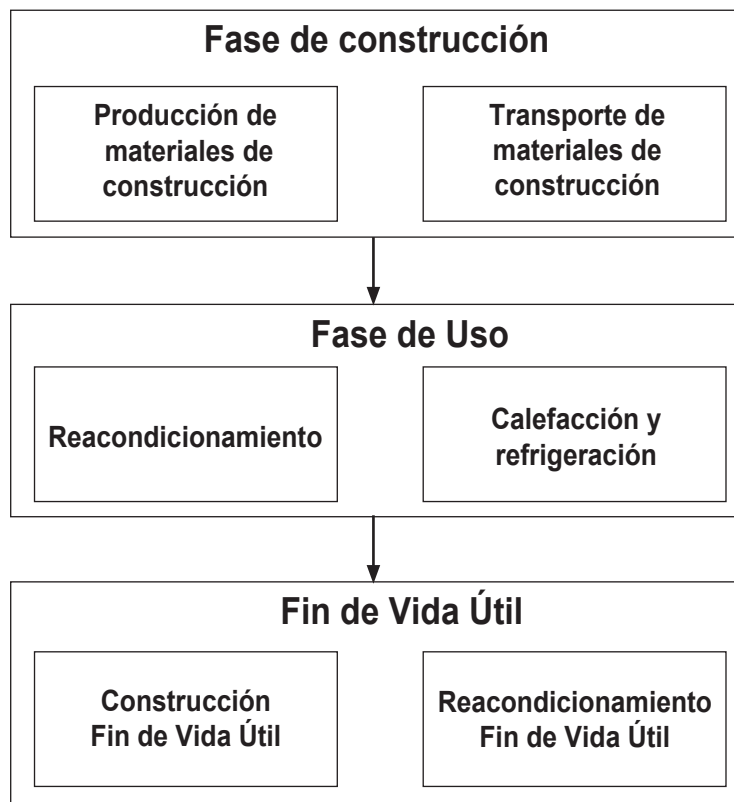 Fase de construcción
Producción de
materiales de
construcción
Transporte de
materiales de
construcción
Fase de Uso
Reacondicionamiento
Calefacción y
refrigeración
Fin de Vida Útil
Construcción
Fin de Vida Útil
Reacondicionamiento
Fin de Vida Útil